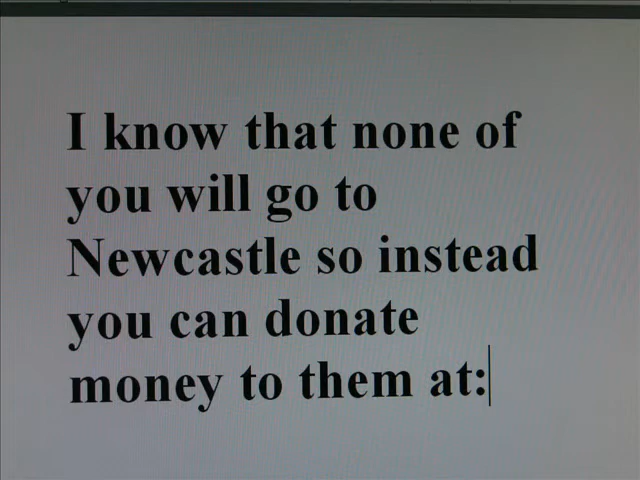 I know that none of
you will go to
Newcastle so instead
you can donate
money to them at: